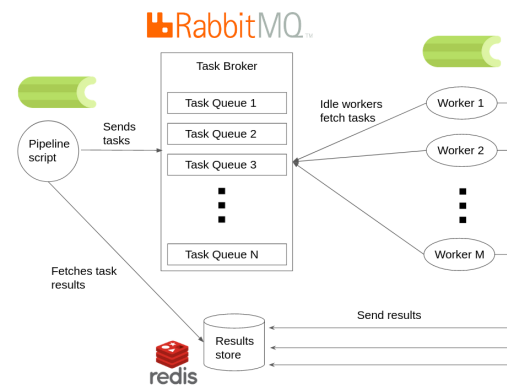 RabbitMQ
Task Broker
Task Queue 1
Task Queue 2
Task Queue 3
Task Queue N
Pipeline
script
Sends
tasks
Idle workers
fetch tasks
Worker 1
Worker 2
Worker M
Fetches task
results
Results
store
Send results
redis